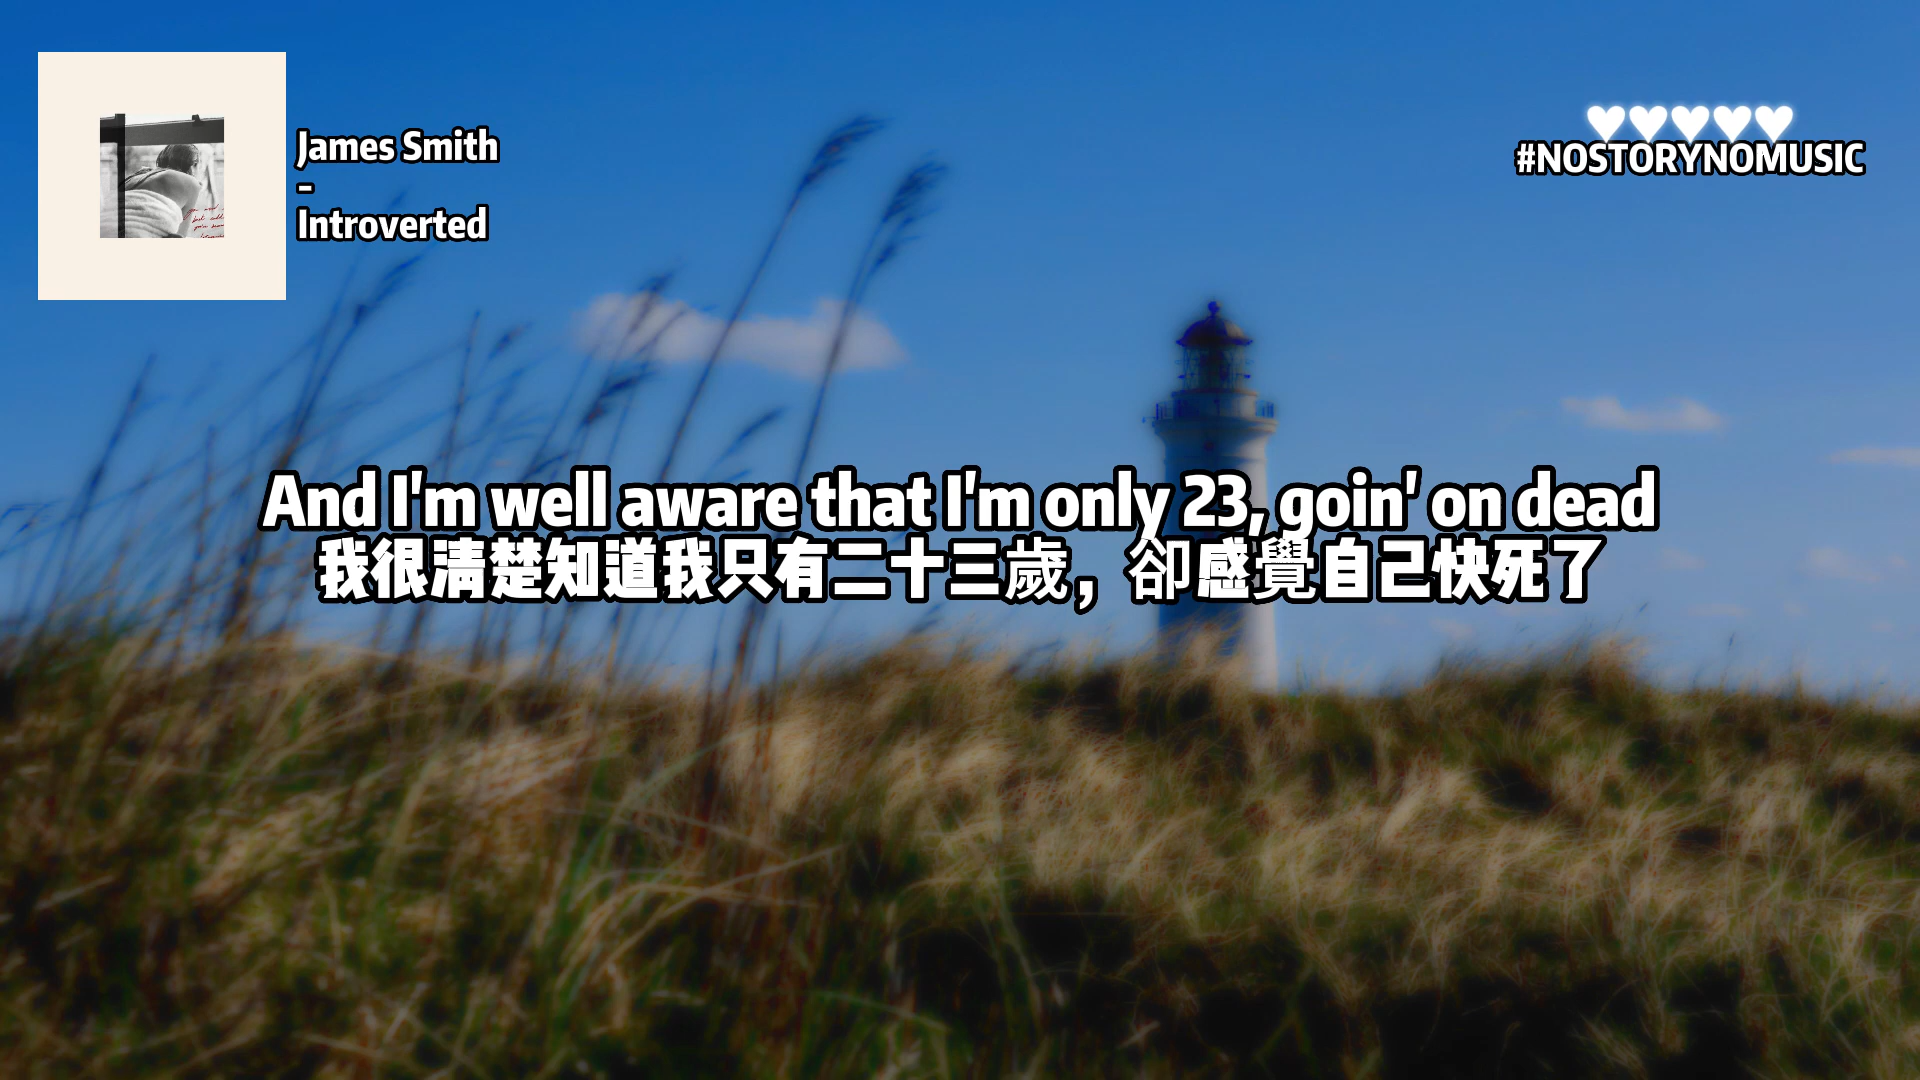 James Smith
-
Introverted
♥♥♥♥♥
#NOSTORYNOMUSIC
And I'm well aware that I'm only 23, goin' on dead
我很清楚知道我只有二十三歲，卻感覺自己快死了